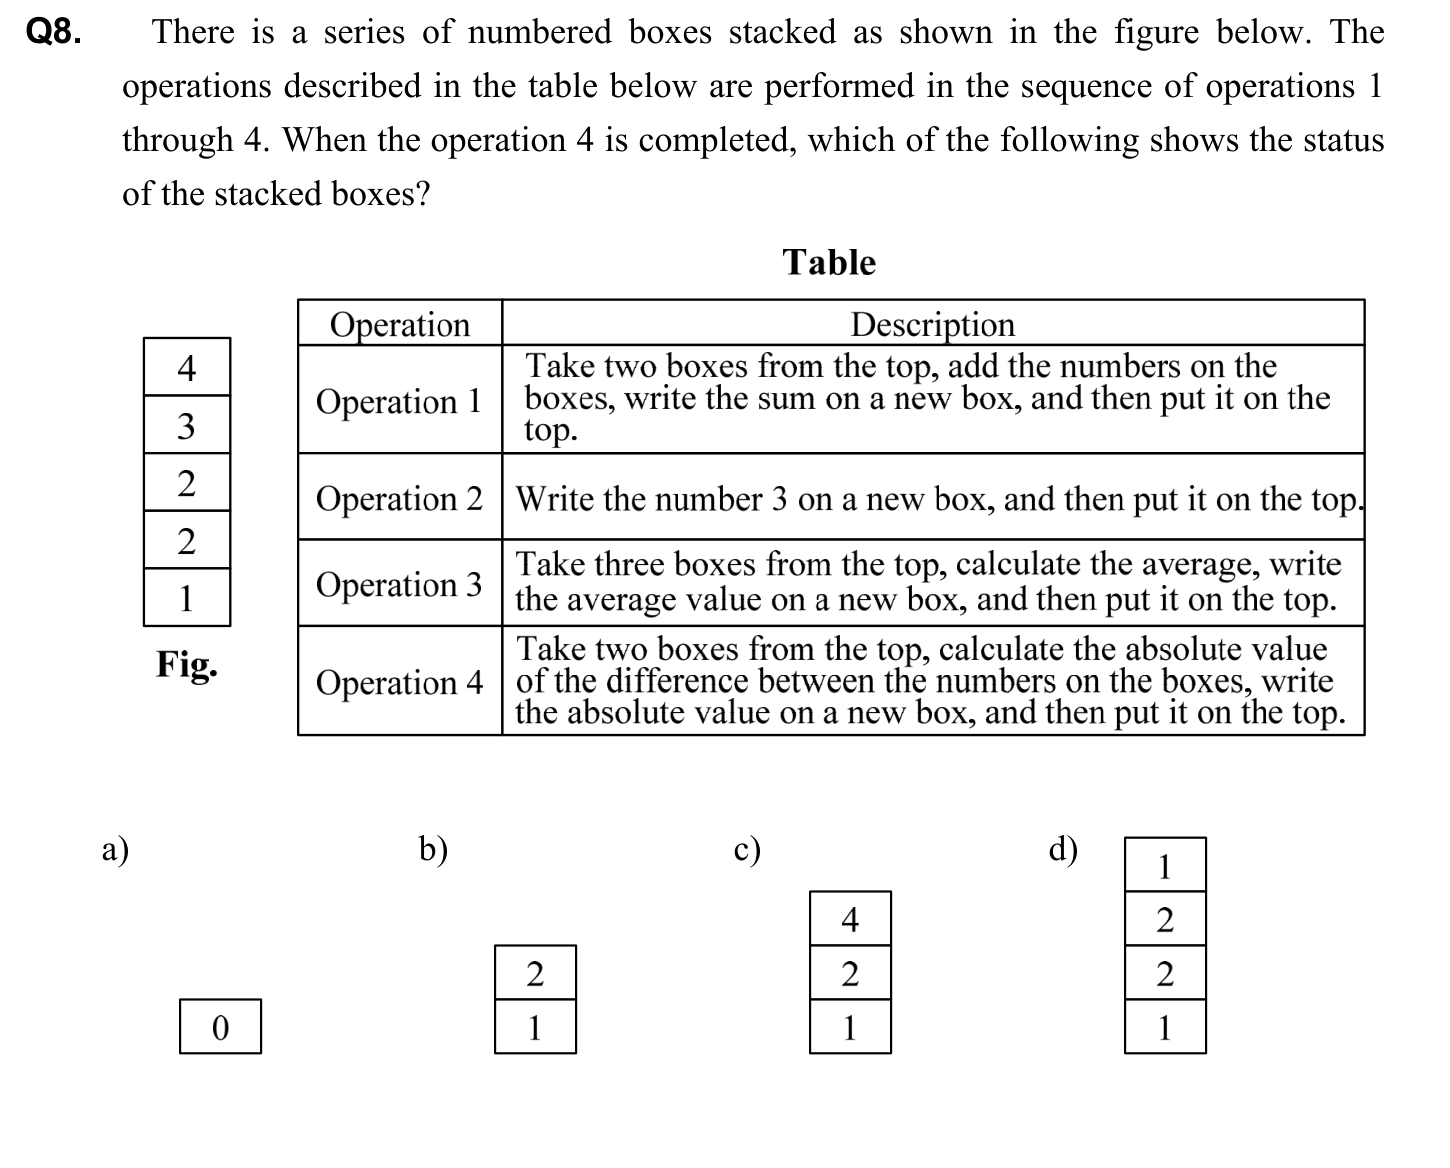 Q8. There is a series of numbered boxes stacked as shown in the figure below. The
operations described in the table below are performed in the sequence of operations 1
through 4. When the operation 4 is completed, which of the following shows the status
of the stacked boxes?
Table
Operation Description
4
3
2
2
1
Fig.
Operation 1 Take two boxes from the top, add the numbers on the
boxes, write the sum on a new box, and then put it on the
top.
Operation 2 Write the number 3 on a new box, and then put it on the top.
Operation 3 Take three boxes from the top, calculate the average, write
the average value on a new box, and then put it on the top.
Operation 4 Take two boxes from the top, calculate the absolute value
of the difference between the numbers on the boxes, write
the absolute value on a new box, and then put it on the top.
a)
0
b)
2
1
c)
4
2
1
d)
1
2
2
1